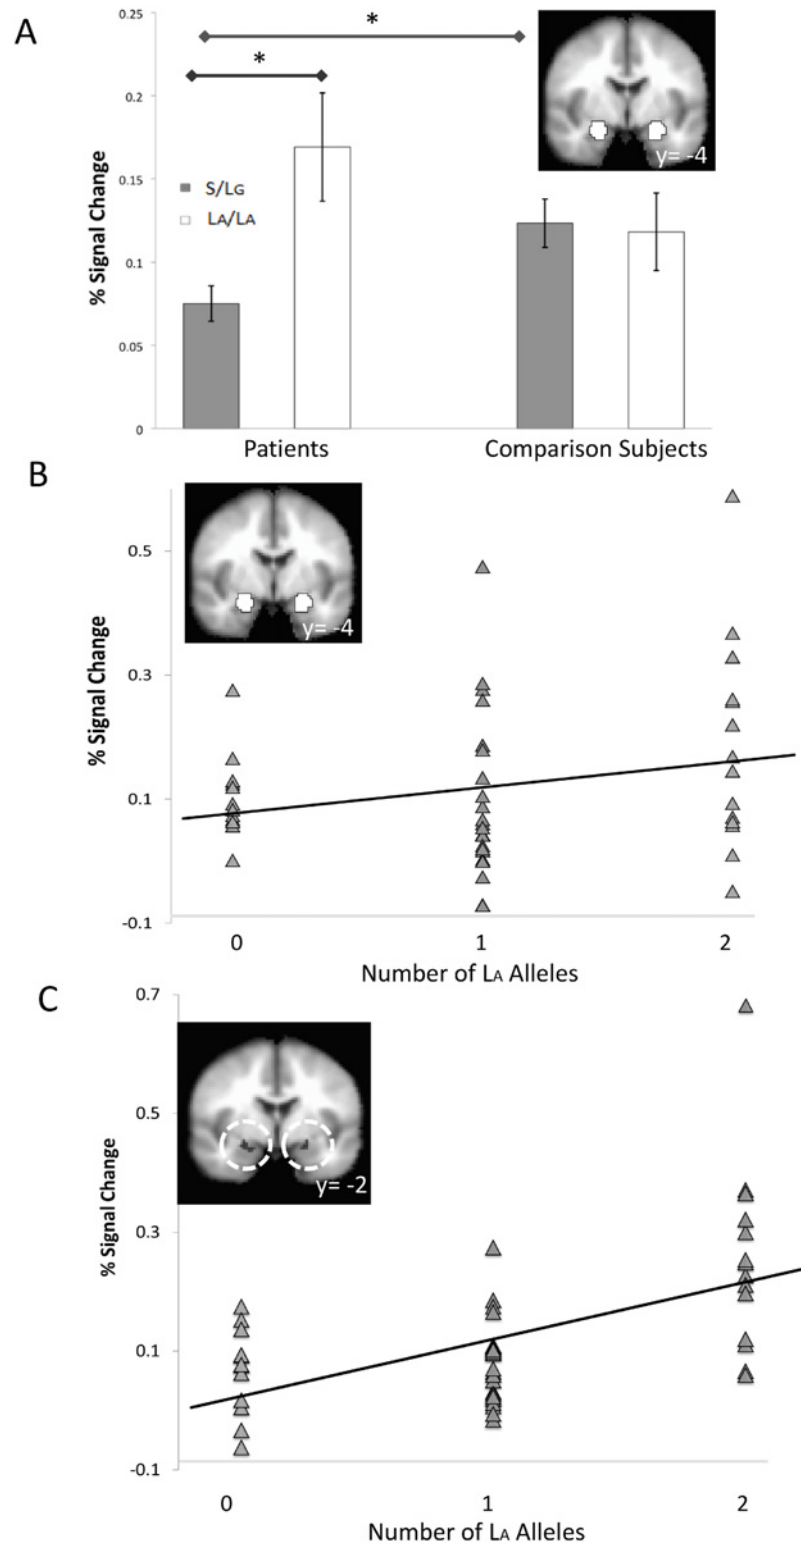 A
0.25
*
0.2
*
y= -4
0.15
S/LG
LA/LA
% Signal Change
0.1
0.05
0
Patients
Comparison Subjects
B
0.5
y= -4
0.3
% Signal Change
0.1
-0.1
0
1
2
Number of LA Alleles
C
0.7
0.5
y= -2
0.3
% Signal Change
0.1
-0.1
0
1
2
Number of LA Alleles